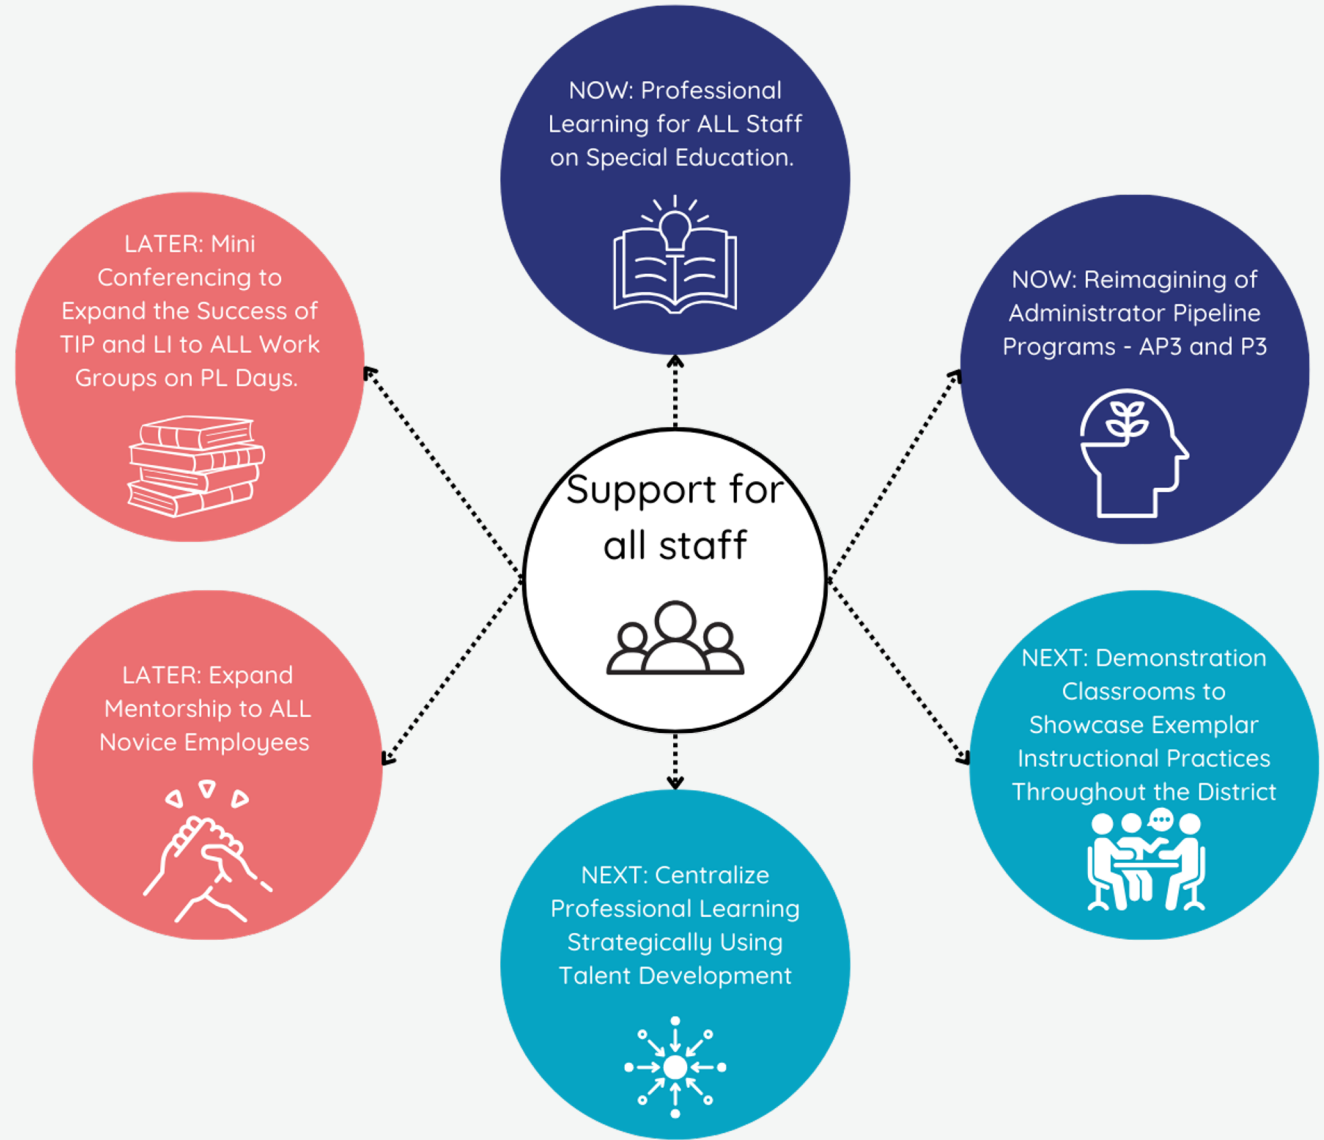 NOW: Professional
Learning for ALL Staff
on Special Education.
LATER: Mini
Conferencing to
Expand the Success of
TIP and LI to ALL Work
Groups on PL Days.
NOW: Reimagining of
Administrator Pipeline
Programs - AP3 and P3
Support for
all staff
LATER: Expand
Mentorship to ALL
Novice Employees
NEXT: Demonstration
Classrooms to
Showcase Exemplar
Instructional Practices
Throughout the District
NEXT: Centralize
Professional Learning
Strategically Using
Talent Development